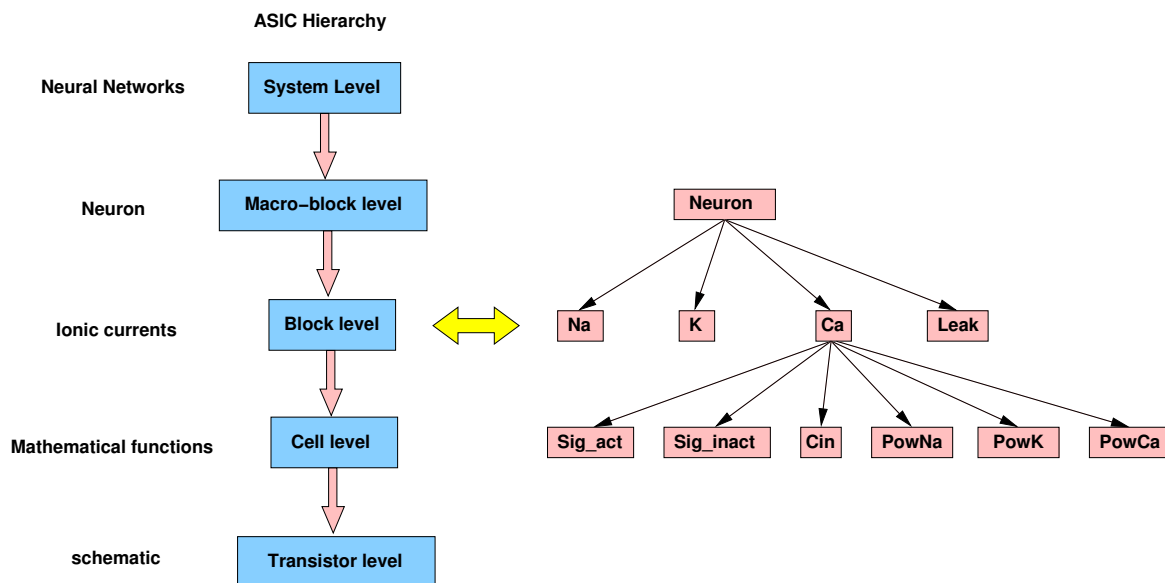 ASIC Hierarchy
Neural Networks
System Level
Neuron
Macro−block level
Neuron
Ionic currents
Block level
Na
K
Ca
Leak
Mathematical functions
Cell level
Sig_act
Sig_inact
Cin
PowNa
PowK
PowCa
schematic
Transistor level